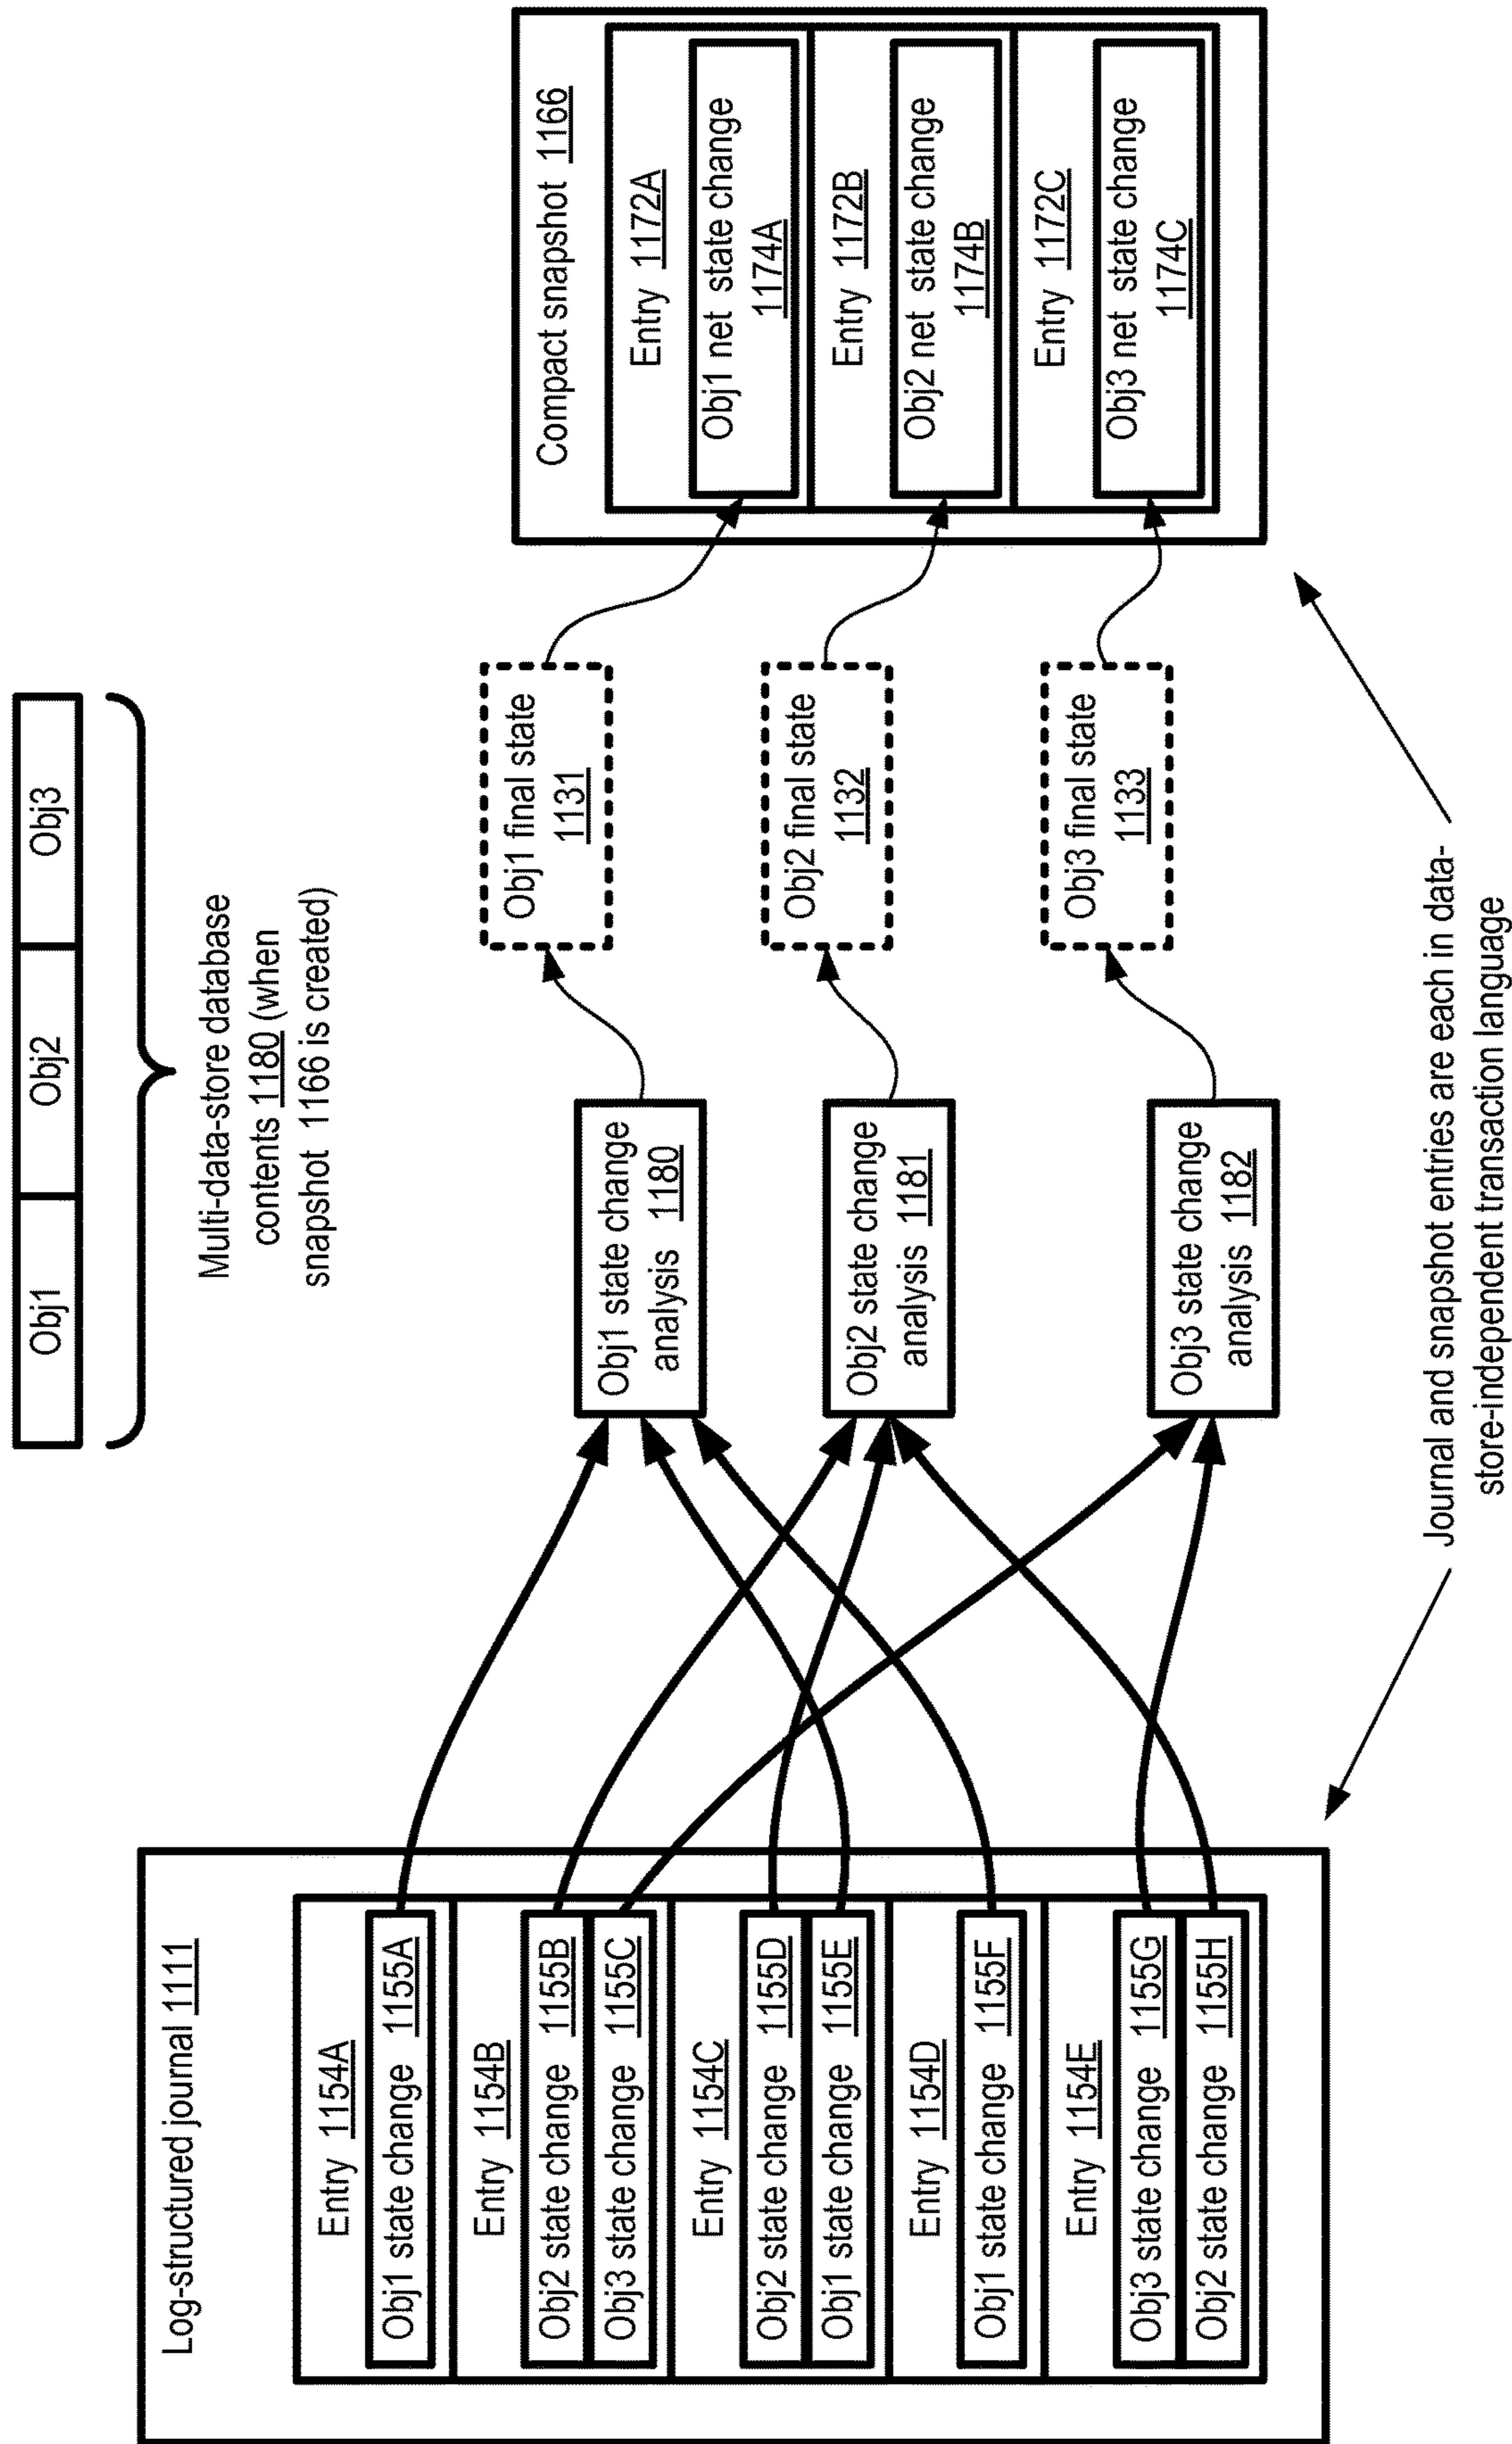 Obj1
Obj2
Obj3
Multi-data-store database
contents 1180 (when
snapshot 1166 is created)
Log-structured journal 1111
Entry 1154A
Obj1 state change 1155A
Entry 1154B
Obj2 state change 1155B
Obj3 state change 1155C
Entry 1154C
Obj2 state change 1155D
Obj1 state change 1155E
Entry 1154D
Obj1 state change 1155F
Entry 1154E
Obj3 state change 1155G
Obj2 state change 1155H
Obj1 state change
analysis 1180
Obj2 state change
analysis 1181
Obj3 state change
analysis 1182
Obj1 final state
1131
Obj2 final state
1132
Obj3 final state
1133
Compact snapshot 1166
Entry 1172A
Obj1 net state change
1174A
Entry 1172B
Obj2 net state change
1174B
Entry 1172C
Obj3 net state change
1174C
Journal and snapshot entries are each in data-
store-independent transaction language